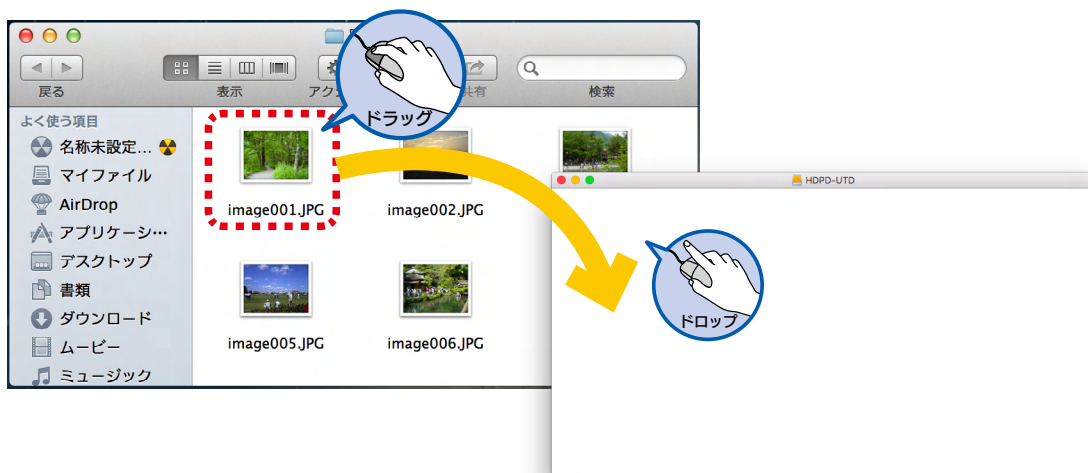 戻る
表示
共有
検索
ドラッグ
よく使う項目
名称未設定...
マイファイル
AirDrop
アプリケーシ…
デスクトップ
書類
ダウンロード
ムービー
ミュージック
image001.JPG
image002.JPG
image005.JPG
image006.JPG
HDPD-UTD
ドロップ